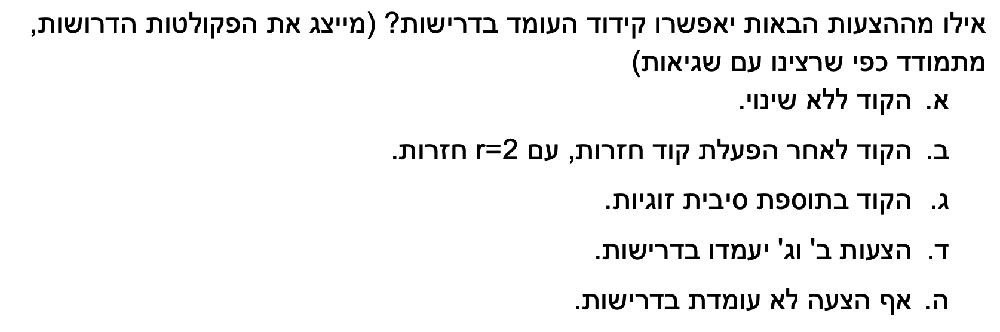 אילו מההצעות הבאות יאפשרו קידוד העומד בדרישות? (מייצג את הפקולטות הדרושות,
מתמודד כפי שרצינו עם שגיאות)
א. הקוד ללא שינוי.
ב. הקוד לאחר הפעלת קוד חזרות, עם r=2 חזרות.
ג. הקוד בתוספת סיבית זוגיות.
ד. הצעות ב' וג' יעמדו בדרישות.
ה. אף הצעה לא עומדת בדרישות.